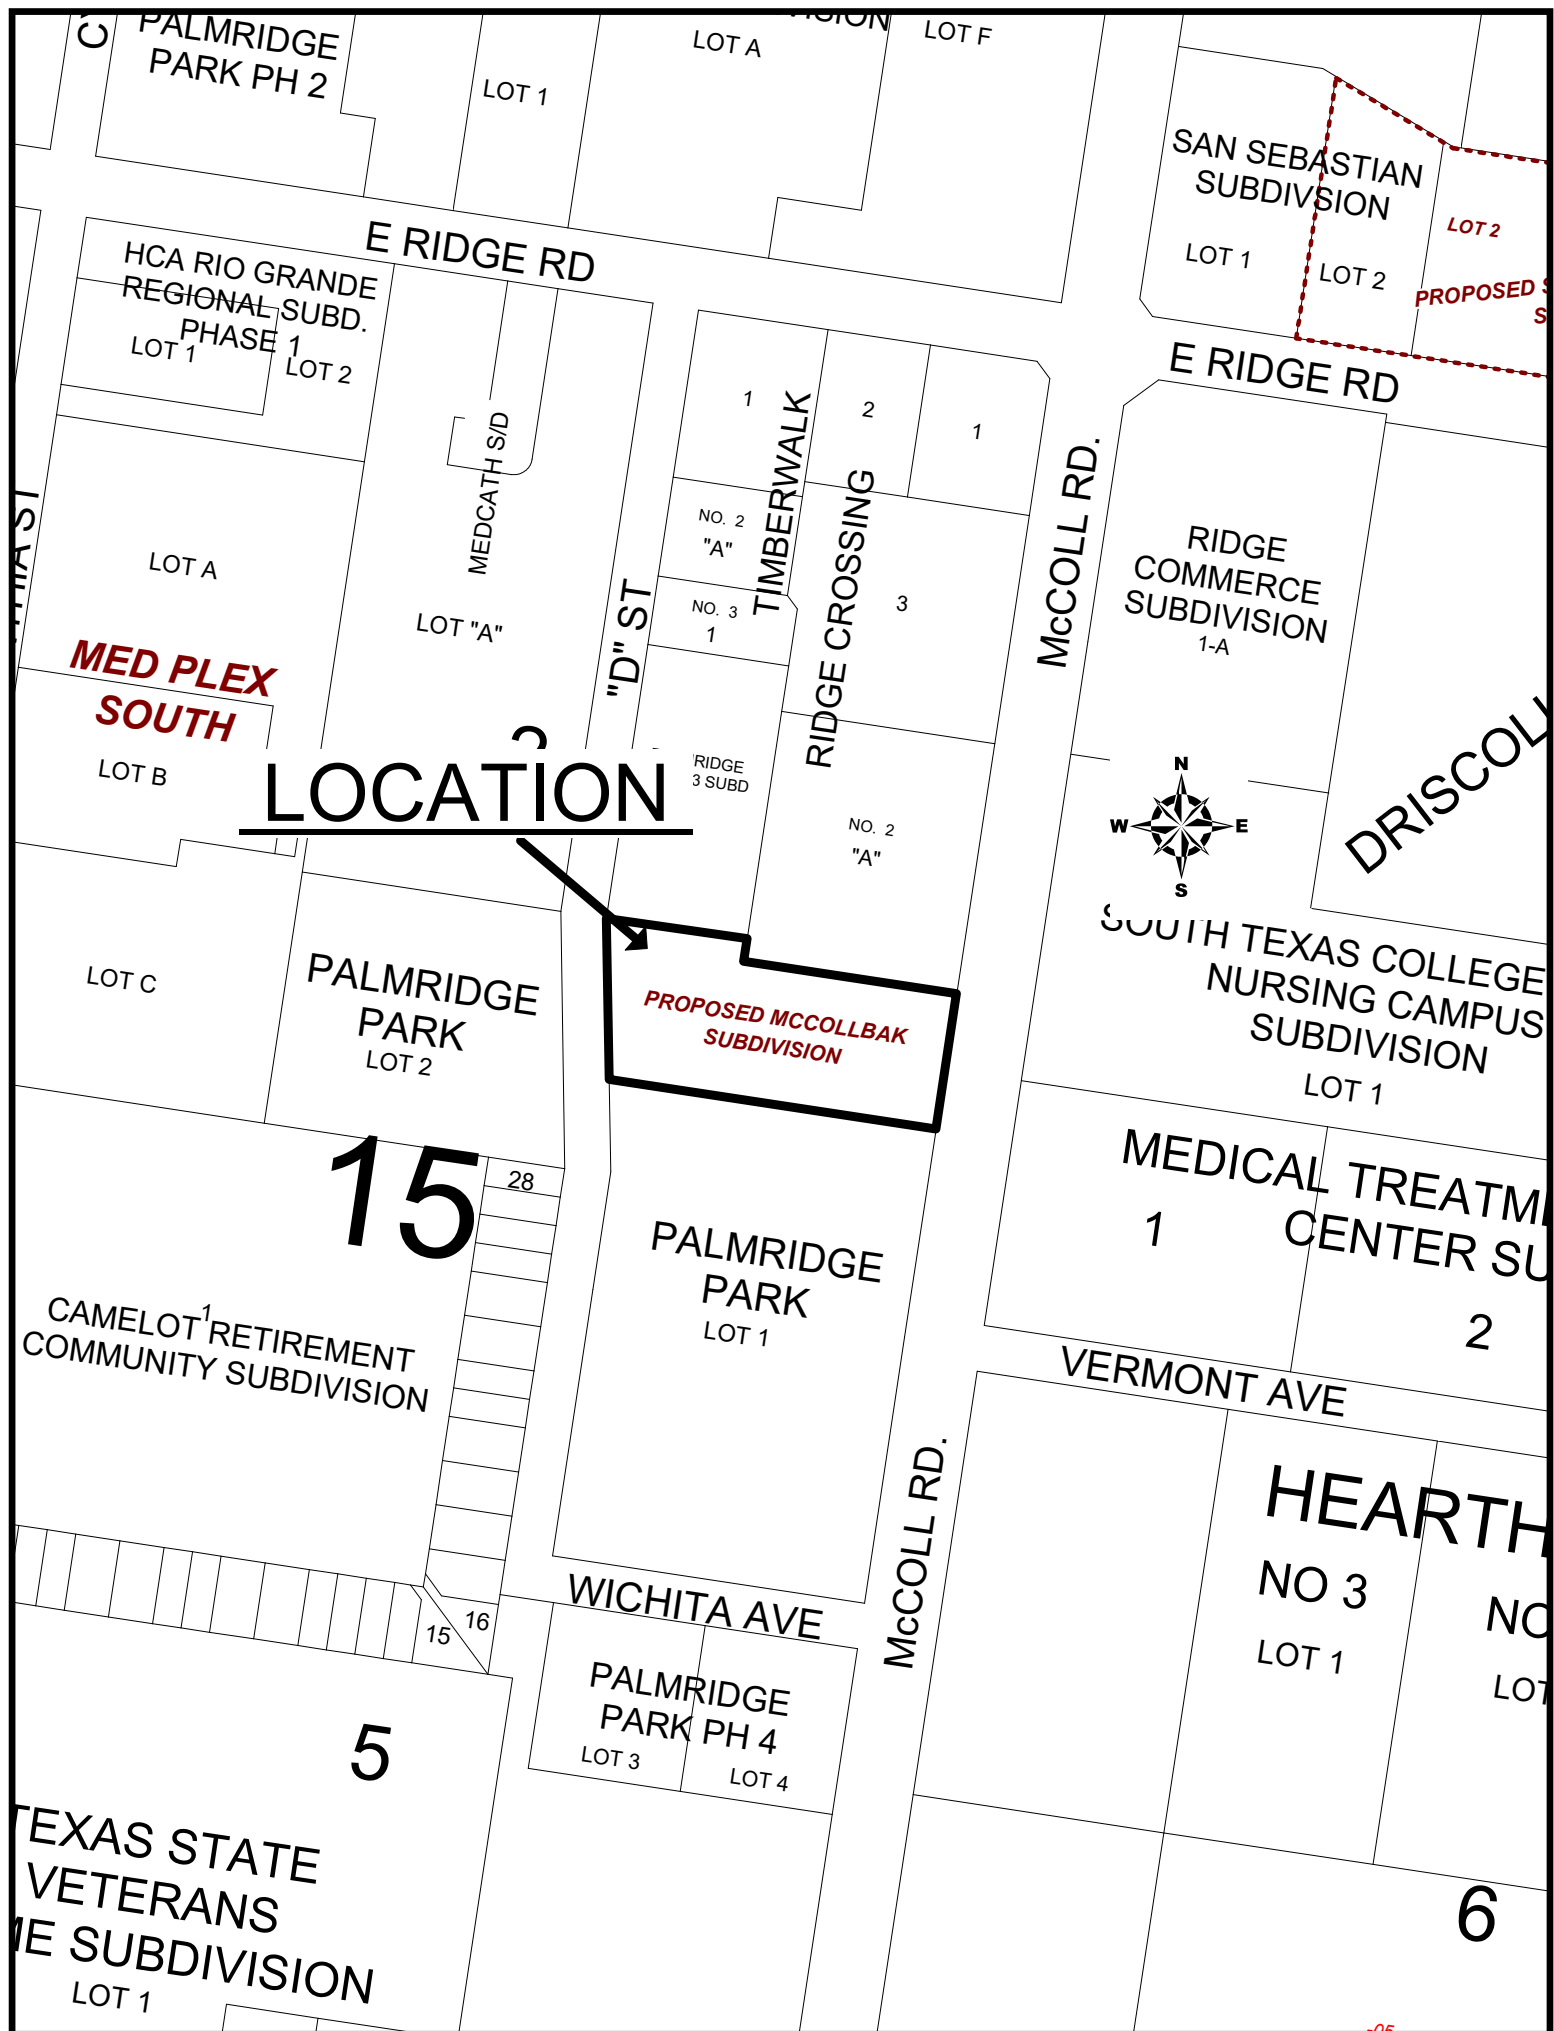 PALMRIDGE
PARK PH 2
LOT 1
LOT A
LOT F
SAN SEBASTIAN
SUBDIVSION
LOT 1
LOT 2
LOT 2
PROPOSED S
S
E RIDGE RD
E RIDGE RD
HCA RIO GRANDE
REGIONAL SUBD.
PHASE 1
LOT 1
LOT 2
MEDCATH S/D
LOT A
LOT "A"
MED PLEX
SOUTH
LOT B
LOT C
"D" ST
1
2
1
TIMBERWALK
NO. 2
"A"
NO. 3
1
RIDGE CROSSING
3
RIDGE
3 SUBD
NO. 2
"A"
McCOLL RD.
RIDGE
COMMERCE
SUBDIVISION
1-A
DRISCOLL
LOCATION
N
W
E
S
SOUTH TEXAS COLLEGE
NURSING CAMPUS
SUBDIVISION
LOT 1
PALMRIDGE
PARK
LOT 2
PROPOSED MCCOLLBAK
SUBDIVISION
15
28
MEDICAL TREATM
CENTER SU
1
2
PALMRIDGE
PARK
LOT 1
1
CAMELOT RETIREMENT
COMMUNITY SUBDIVISION
VERMONT AVE
McCOLL RD.
HEARTH
NO 3
LOT 1
NO
LOT
WICHITA AVE
15
16
PALMRIDGE
PARK PH 4
LOT 3
LOT 4
5
TEXAS STATE
VETERANS
ME SUBDIVISION
LOT 1
6